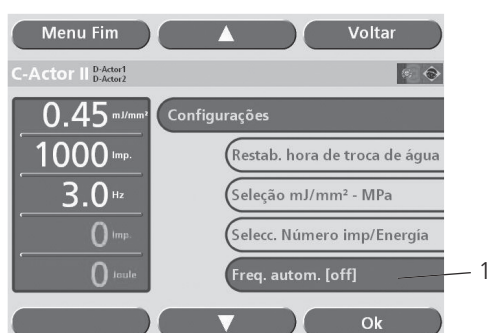 Menu Fim
Voltar
C-Actor II D-Actor1
D-Actor2
0.45 mJ/mm²
1000 Imp.
3.0 Hz
0 Imp.
0 Joule
Configurações
Restab. hora de troca de água
Seleção mJ/mm² - MPa
Selecc. Número imp/Energia
Freq. autom. [off]
1
Ok